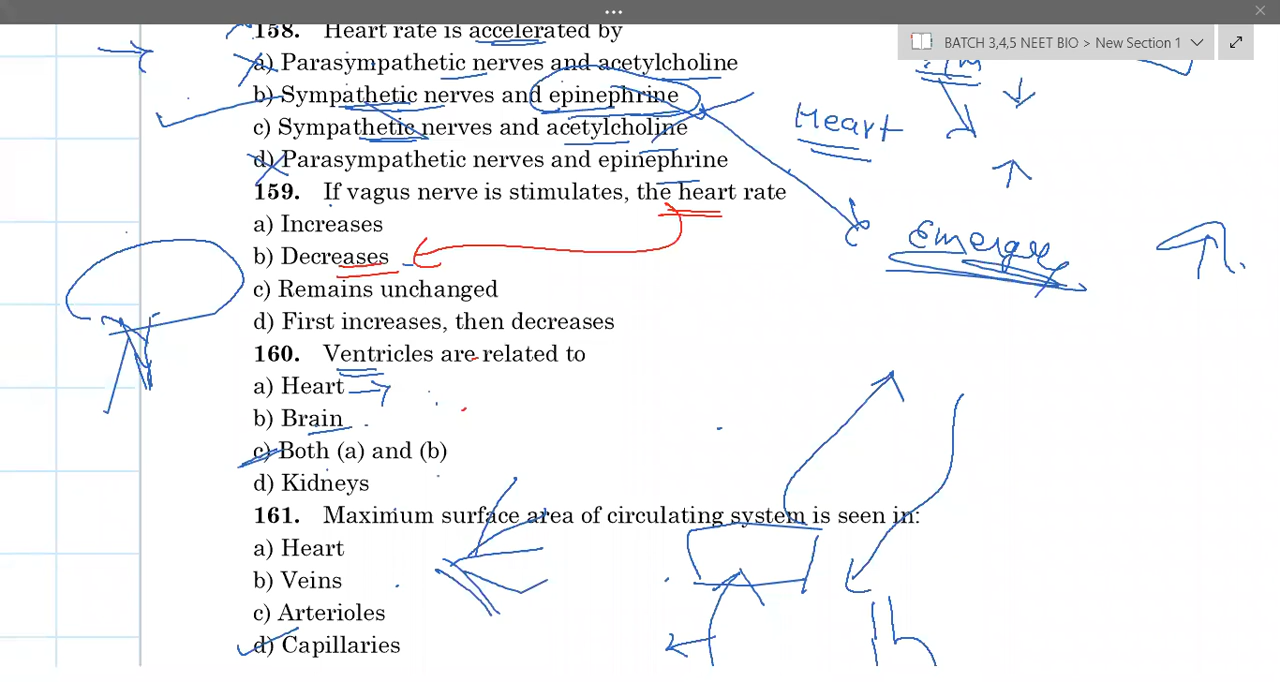 158. Heart rate is accelerated by
BATCH 3,4,5 NEET BIO > New Section 1
a) Parasympathetic nerves and acetylcholine
b) Sympathetic nerves and epinephrine
c) Sympathetic nerves and acetylcholine
Heart
d) Parasympathetic nerves and epinephrine
159. If vagus nerve is stimulates, the heart rate
a) Increases
b) Decreases
c) Remains unchanged
d) First increases, then decreases
160. Ventricles are related to
a) Heart
b) Brain
c) Both (a) and (b)
d) Kidneys
161. Maximum surface area of circulating system is seen in:
a) Heart
b) Veins
c) Arterioles
d) Capillaries